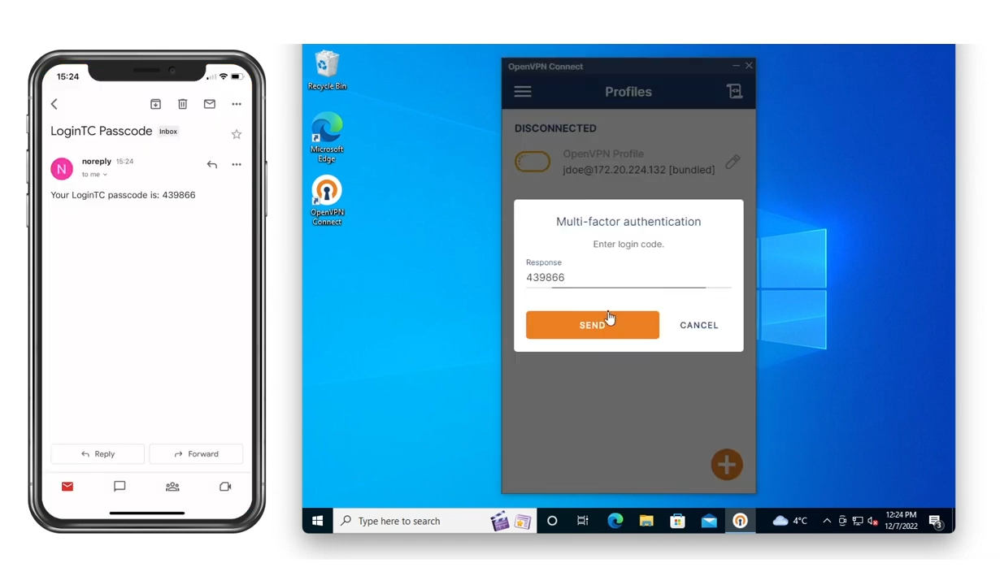 15:24
LoginTC Passcode Inbox
N
noreply 15:24
to me
Your LoginTC passcode is: 439866
Reply
Forward
Recycle Bin
Microsoft
Edge
OpenVPN
Connect
OpenVPN Connect
Profiles
DISCONNECTED
OpenVPN Profile
jdoe@172.20.224.132 [bundled]
Multi-factor authentication
Enter login code.
Response
439866
SEND
CANCEL
Type here to search
4°C
12:24 PM
12/7/2022
3